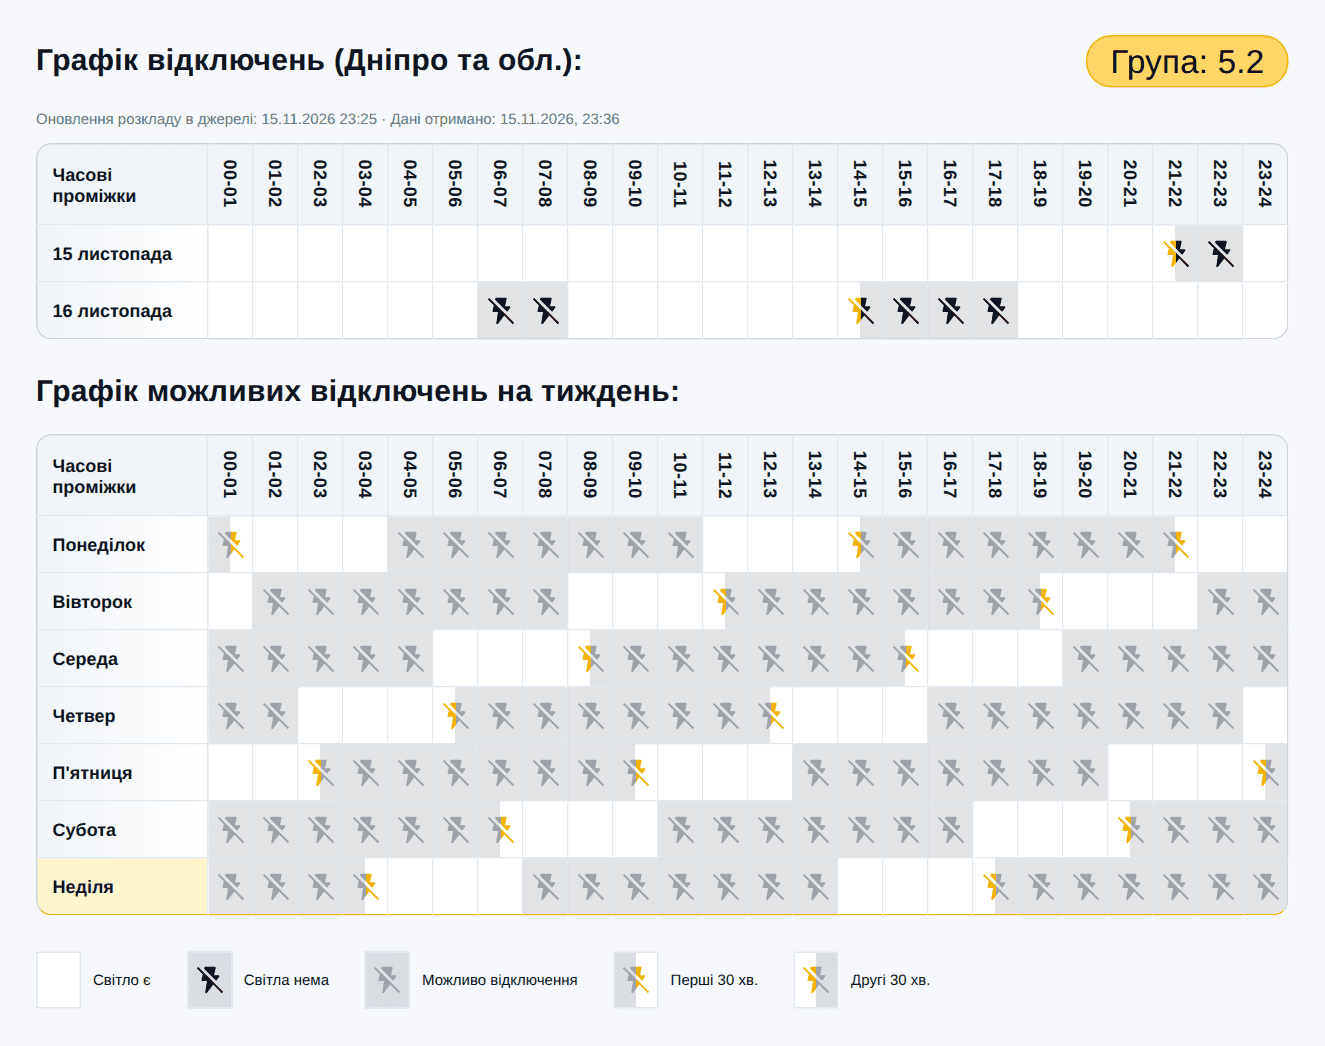 Графік відключень (Дніпро та обл.):
Група: 5.2
Оновлення розкладу в джерелі: 15.11.2026 23:25 · Дані отримано: 15.11.2026, 23:36
Часові
проміжки
00-01 01-02 02-03 03-04 04-05 05-06 06-07 07-08 08-09 09-10 10-11 11-12 12-13 13-14 14-15 15-16 16-17 17-18 18-19 19-20 20-21 21-22 22-23 23-24
15 листопада
16 листопада
Графік можливих відключень на тиждень:
Часові
проміжки
00-01 01-02 02-03 03-04 04-05 05-06 06-07 07-08 08-09 09-10 10-11 11-12 12-13 13-14 14-15 15-16 16-17 17-18 18-19 19-20 20-21 21-22 22-23 23-24
Понеділок
Вівторок
Середа
Четвер
П'ятниця
Субота
Неділя
Світло є
Світла нема
Можливо відключення
Перші 30 хв.
Другі 30 хв.